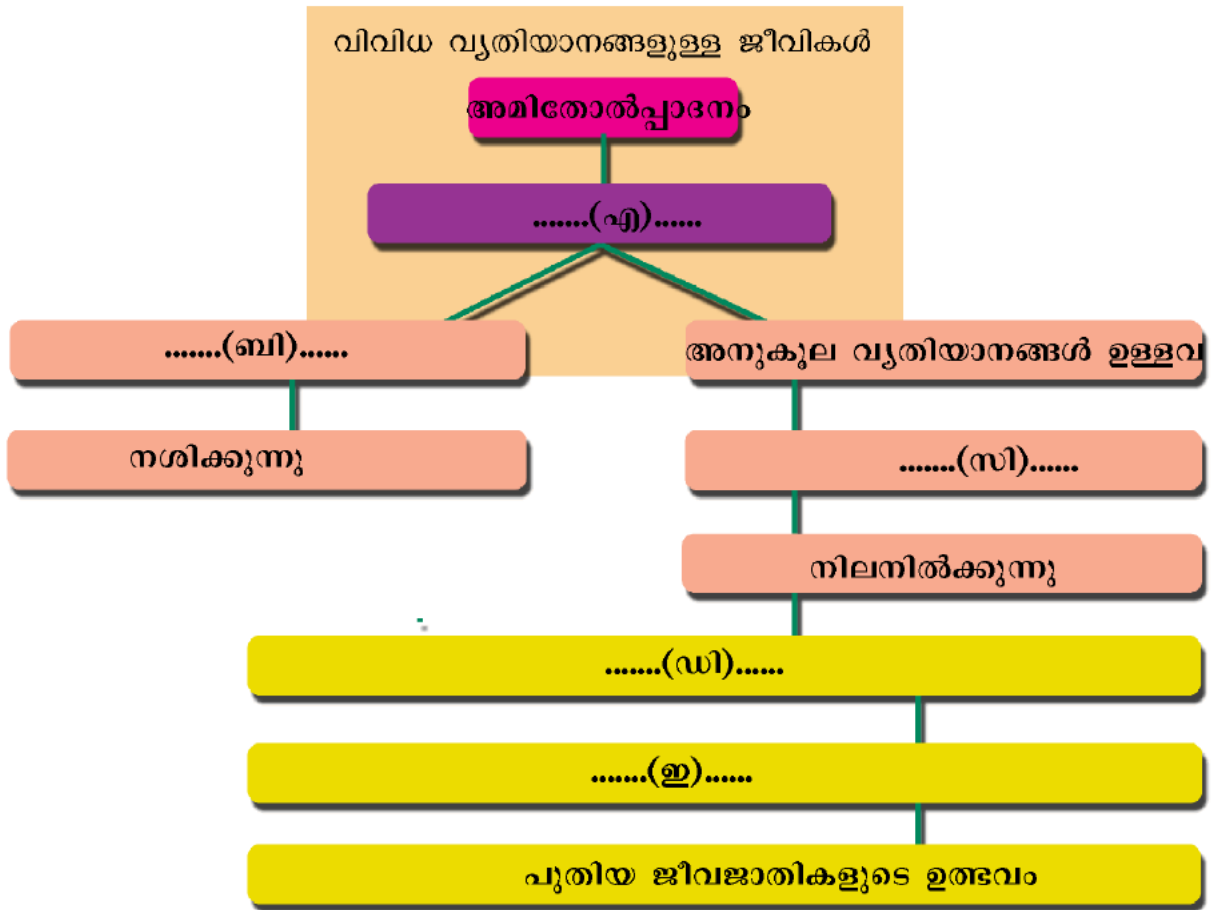 വിവിധ വ്യതിയാനങ്ങളുള്ള ജീവികൾ
അമിതോൽപ്പാദനം
.......(എ)......
.......(ബി)......
അനുകൂല വ്യതിയാനങ്ങൾ ഉള്ളവ
നശിക്കുന്നു
.......(സി)......
നിലനിൽക്കുന്നു
.......(ഡി)......
.......(ഇ)......
പുതിയ ജീവജാതികളുടെ ഉത്ഭവം